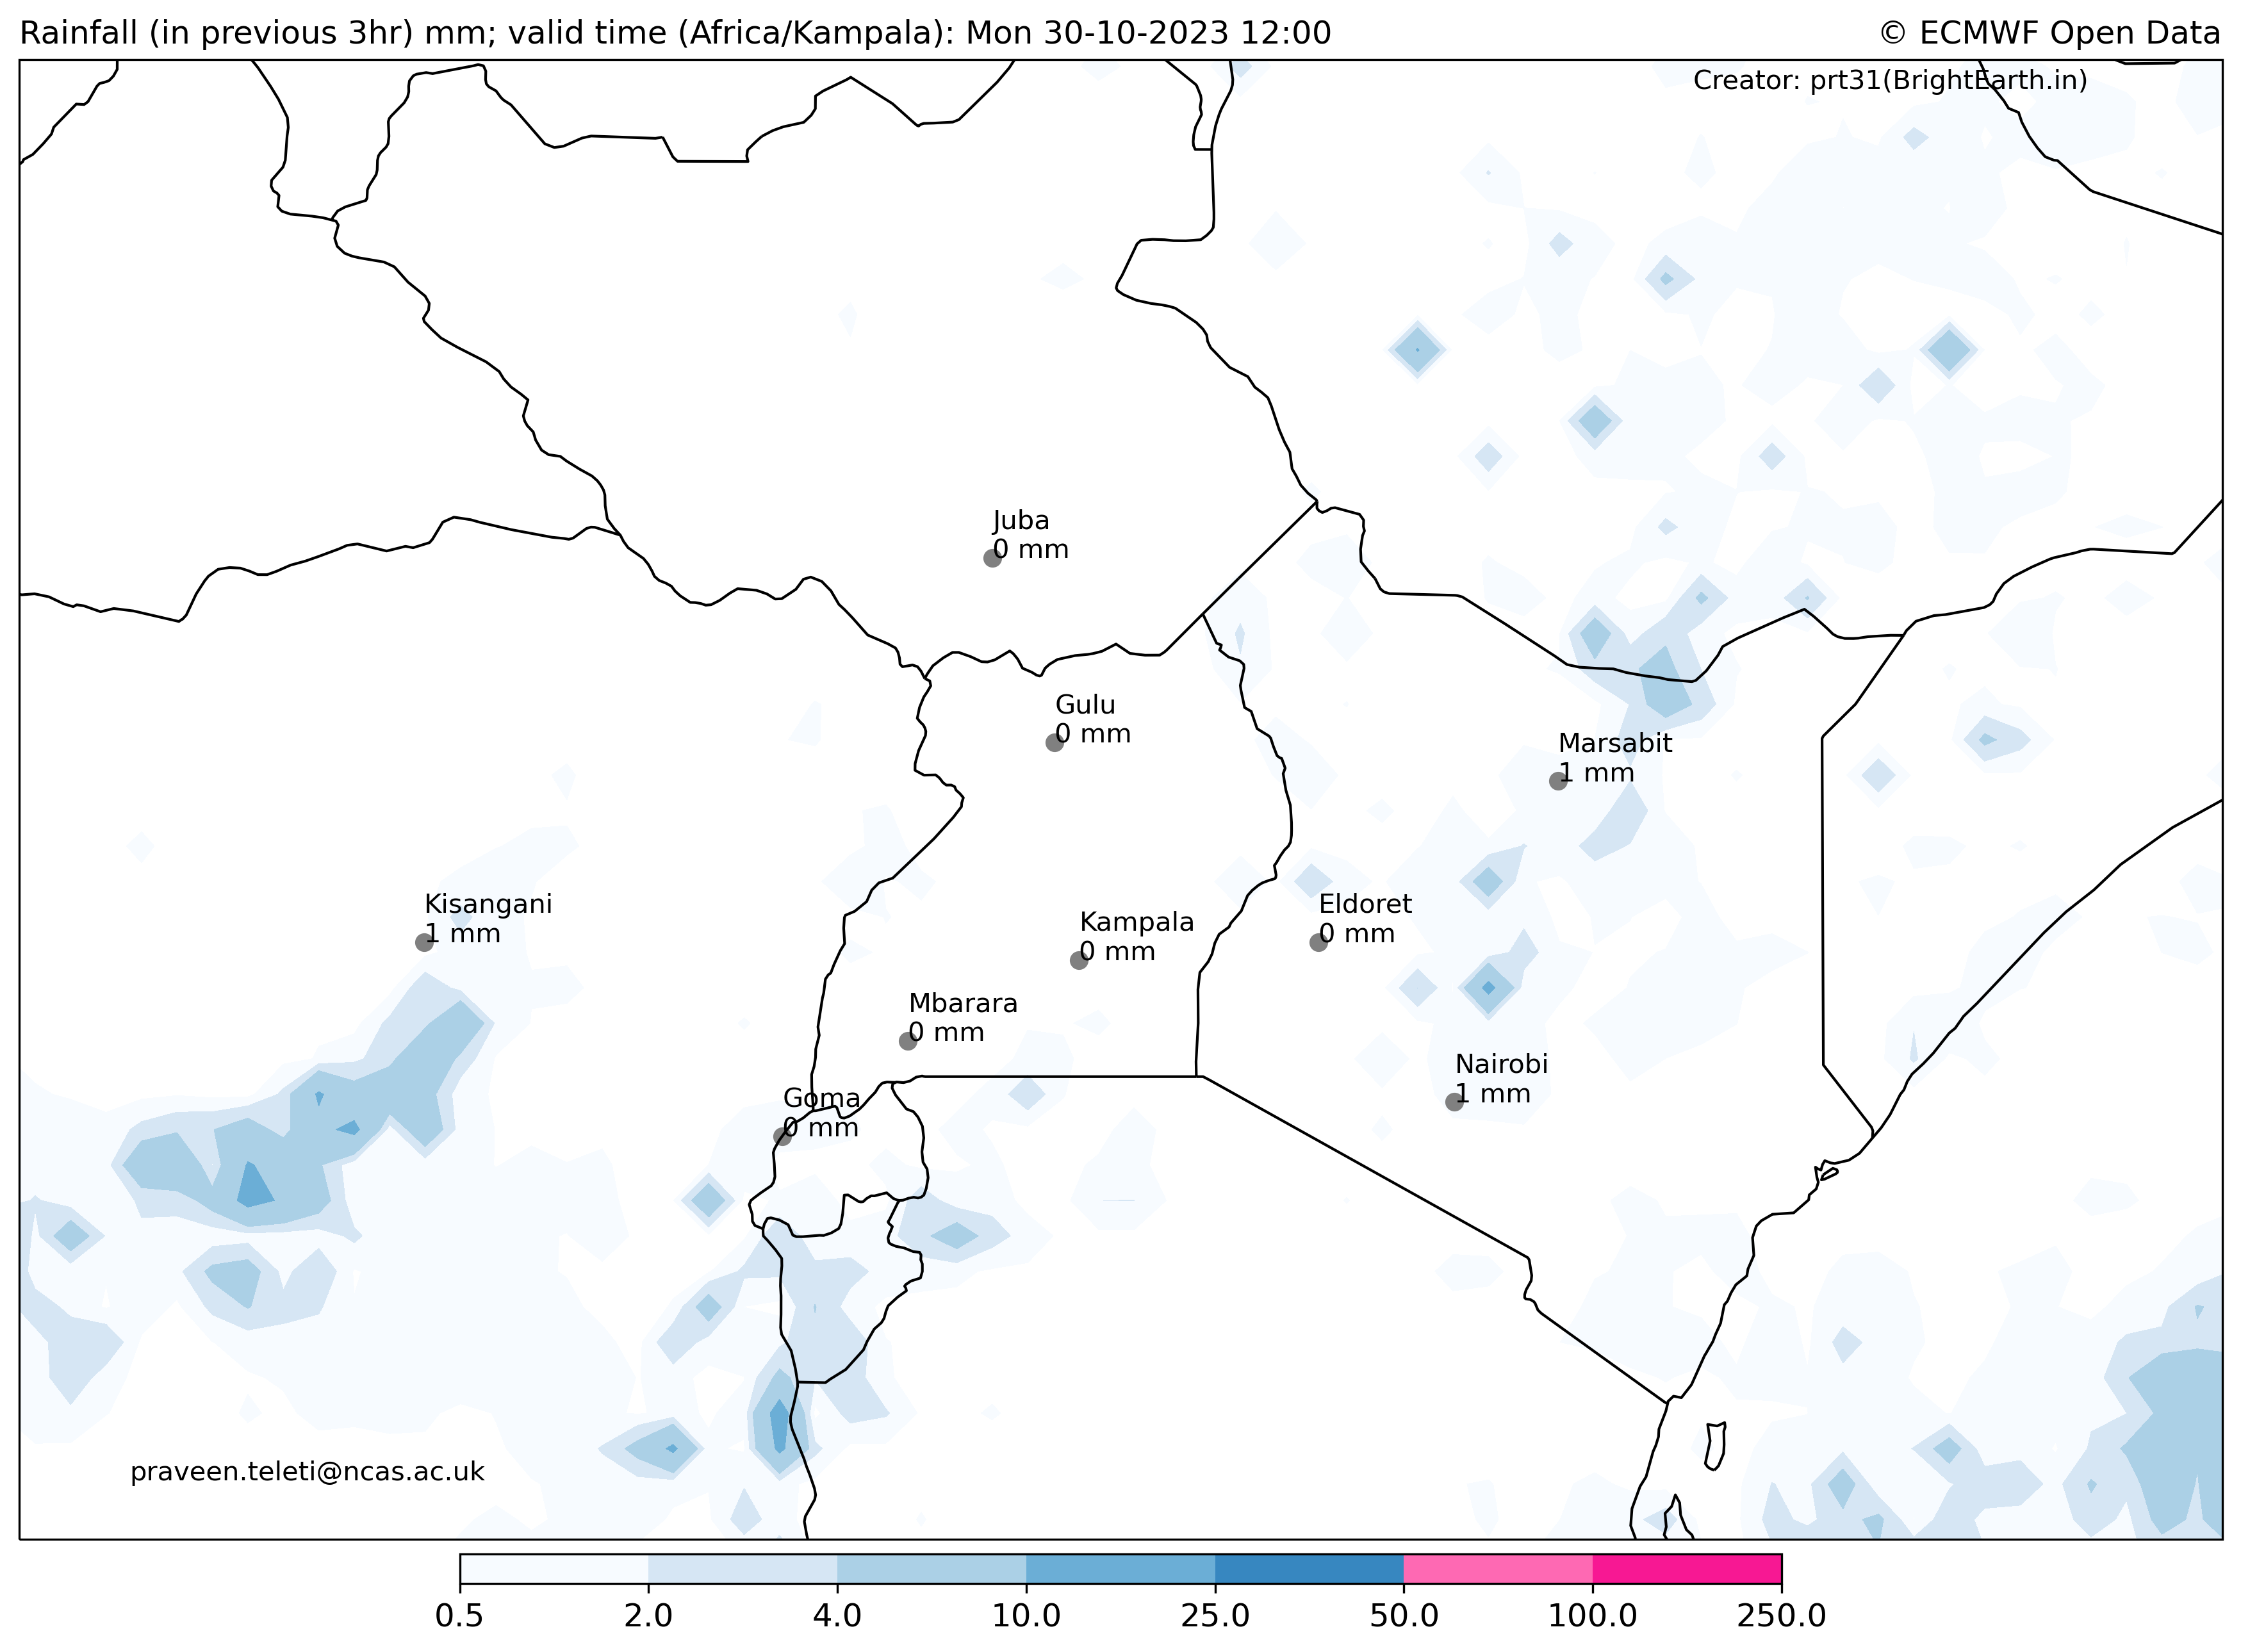 Rainfall (in previous 3hr) mm; valid time (Africa/Kampala): Mon 30-10-2023 12:00
© ECMWF Open Data
Creator: prt31(BrightEarth.in)
Juba
0 mm
Gulu
0 mm
Marsabit
1 mm
Kisangani
1 mm
Eldoret
0 mm
Kampala
0 mm
Mbarara
0 mm
Nairobi
1 mm
Goma
0 mm
praveen.teleti@ncas.ac.uk
0.5 2.0 4.0 10.0 25.0 50.0 100.0 250.0